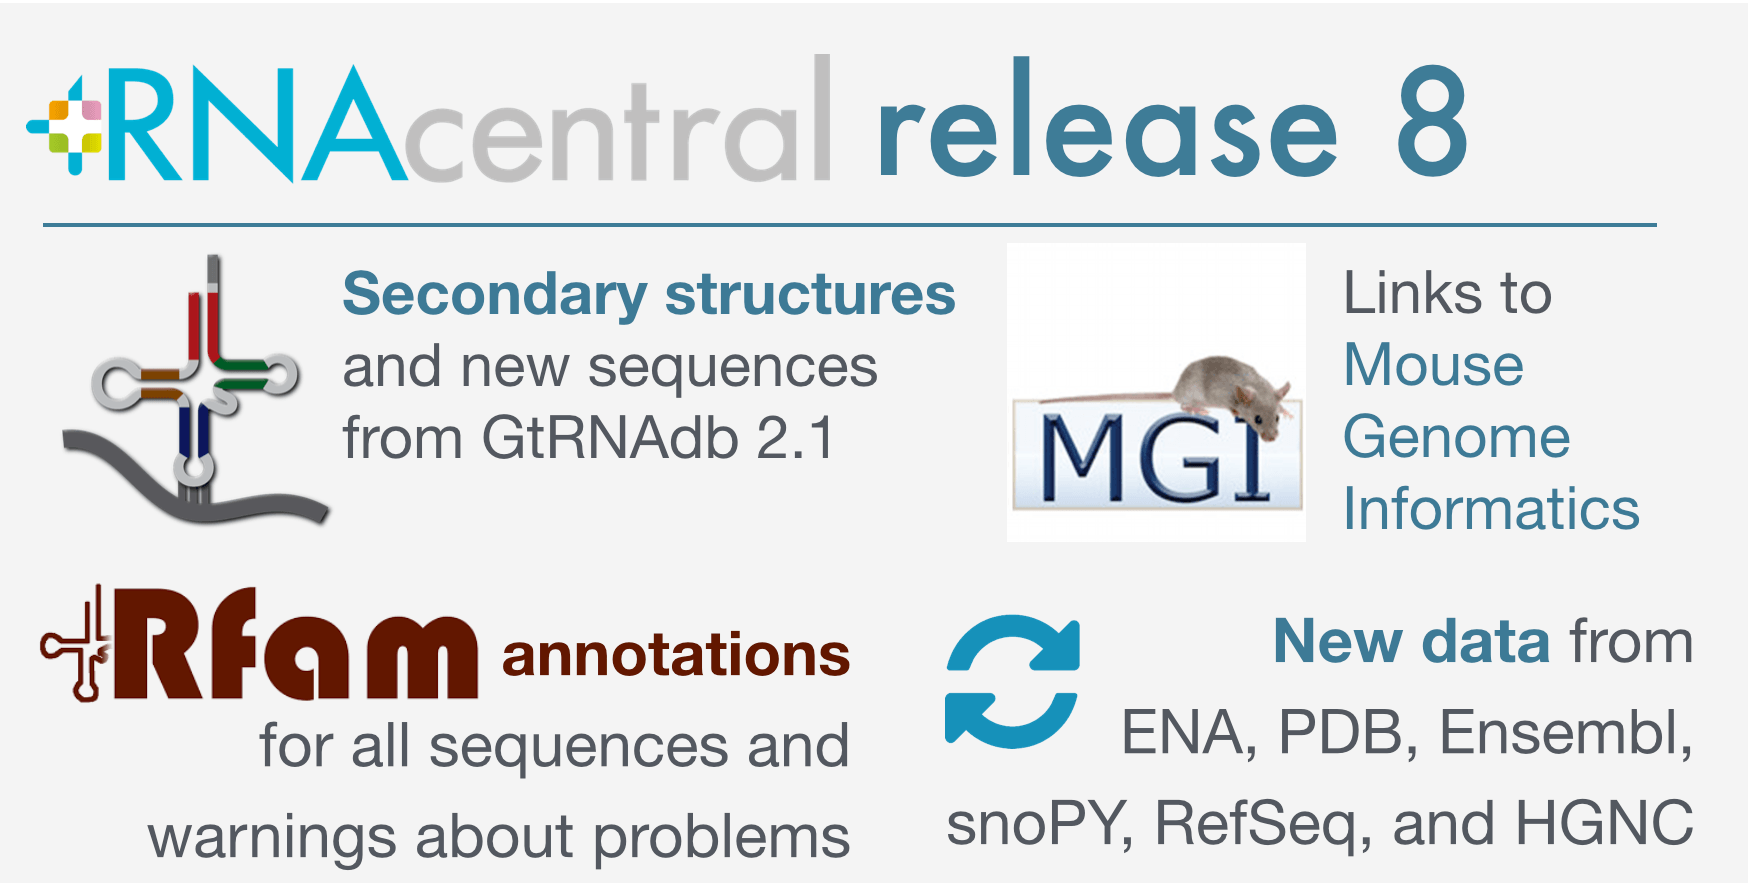 RNAcentral release 8
Secondary structures
and new sequences
from GtRNAdb 2.1
MGI
Links to
Mouse
Genome
Informatics
Rfam annotations
for all sequences and
warnings about problems
New data from
ENA, PDB, Ensembl,
snoPY, RefSeq, and HGNC